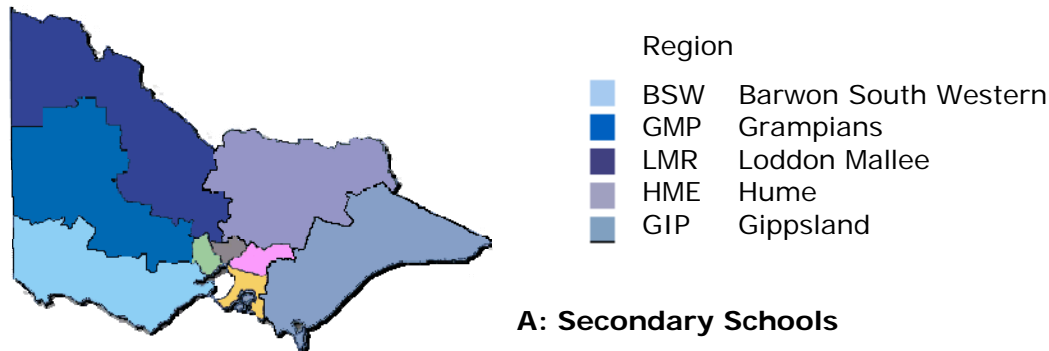 Region
BSW Barwon South Western
GMP Grampians
LMR Loddon Mallee
HME Hume
GIP Gippsland
A: Secondary Schools